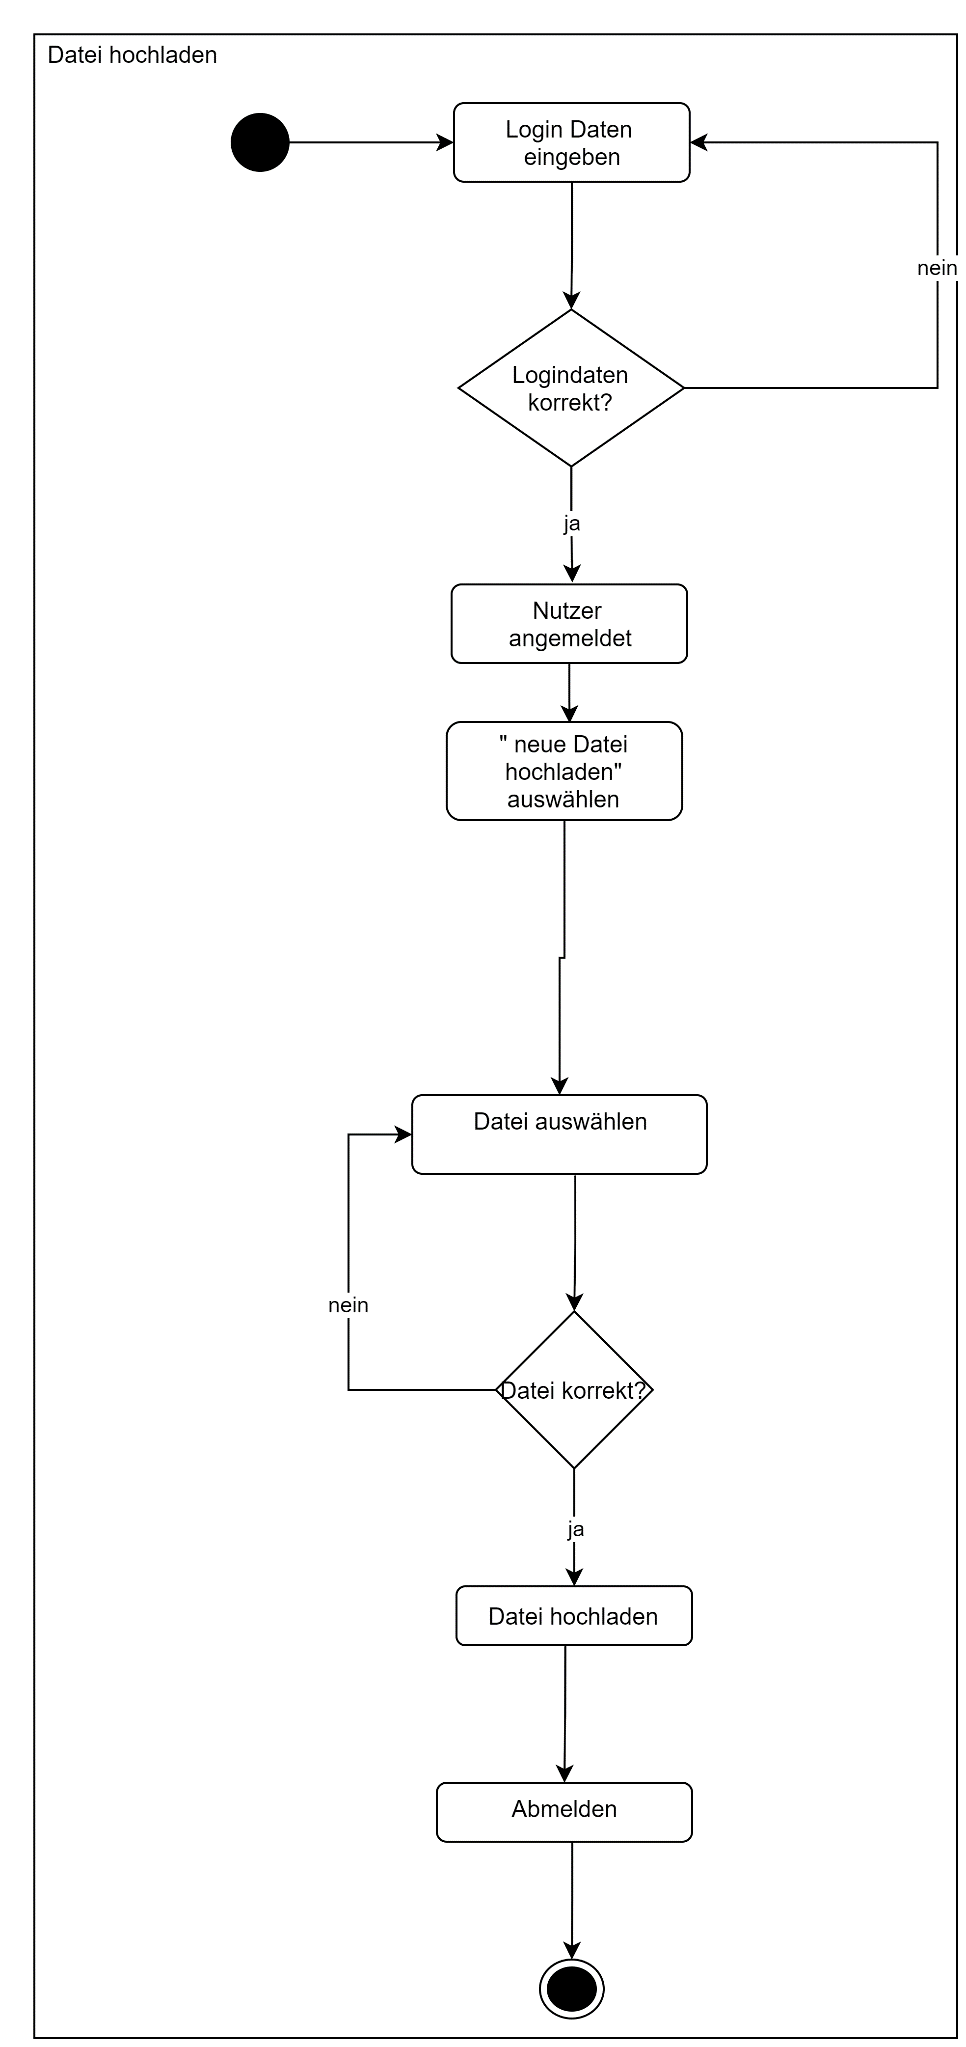 Datei hochladen
Login Daten
eingeben
nein
Logindaten
korrekt?
ja
Nutzer
angemeldet
" neue Datei
hochladen"
auswählen
Datei auswählen
nein
Datei korrekt?
ja
Datei hochladen
Abmelden